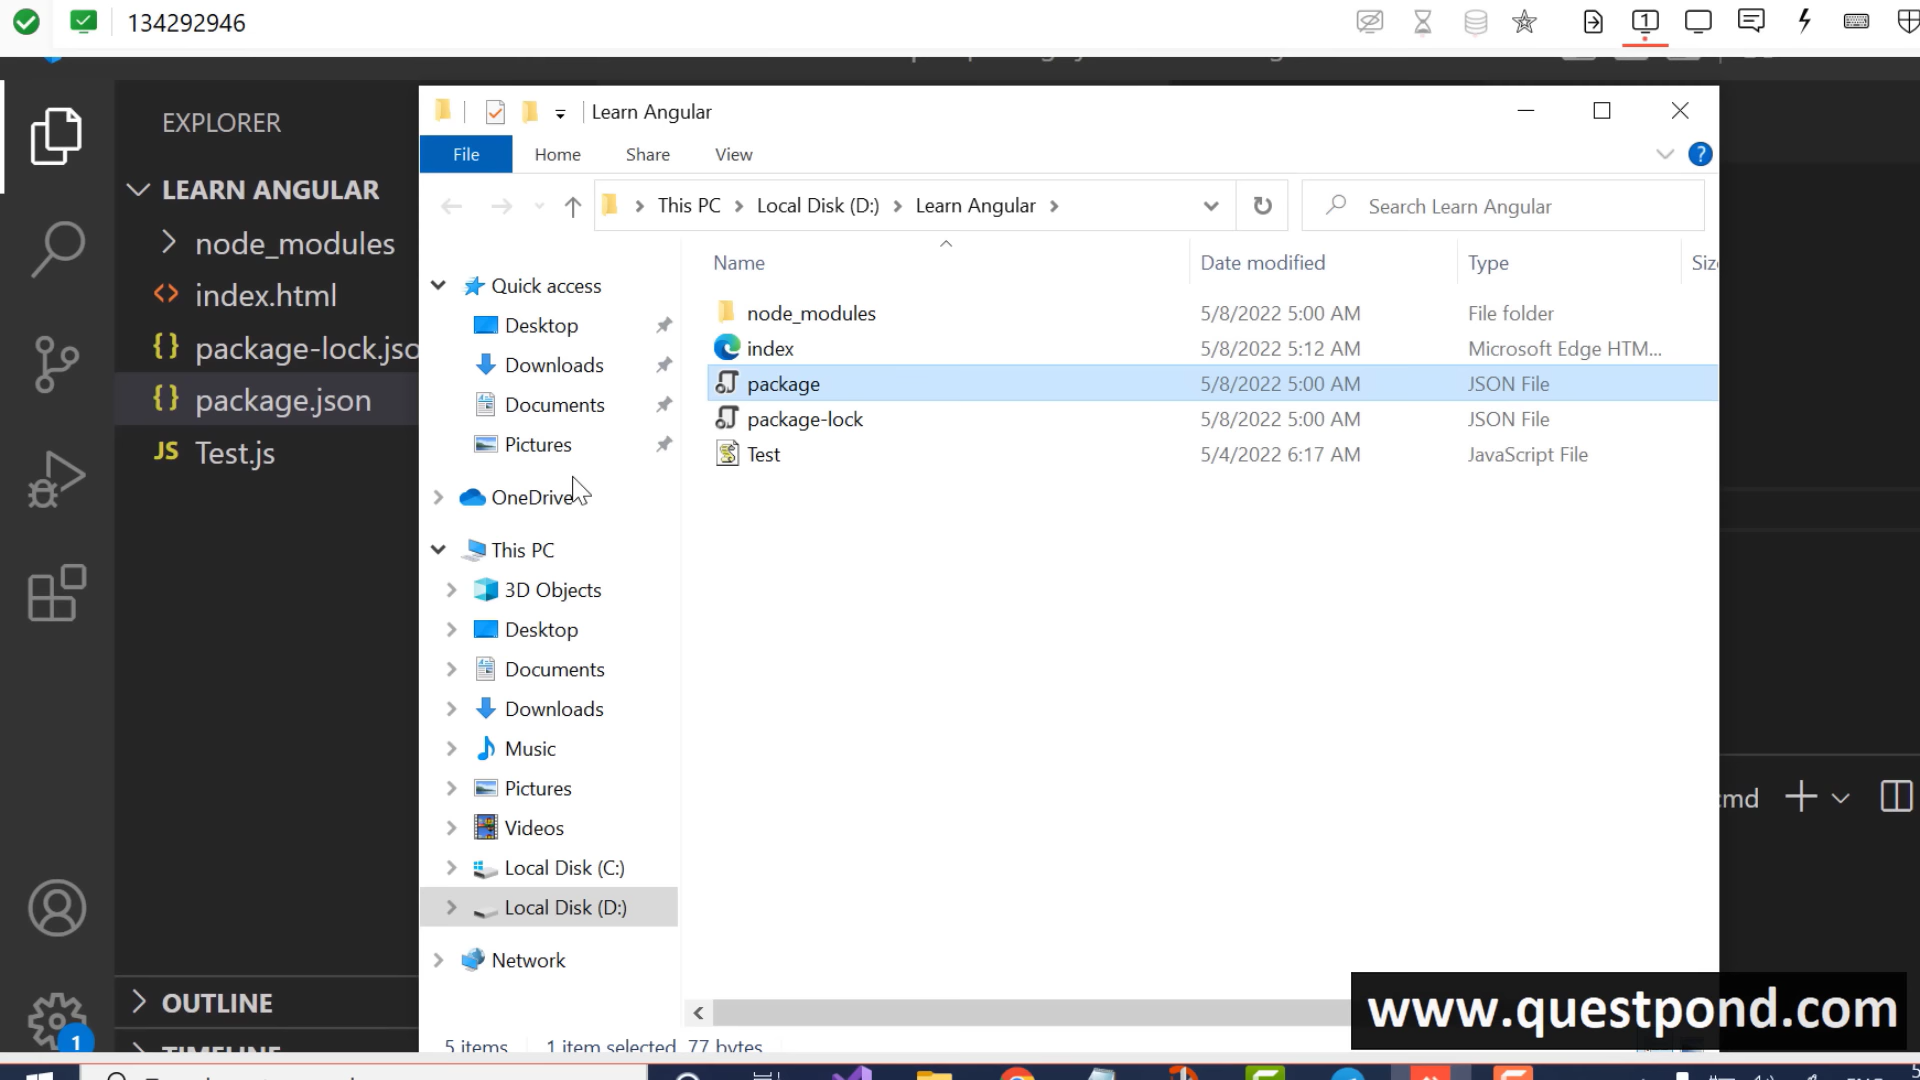 134292946
EXPLORER
LEARN ANGULAR
node_modules
index.html
package-lock.jso
package.json
JS Test.js
OUTLINE
TIMELINE
1
Learn Angular
File Home Share View
This PC Local Disk (D:) Learn Angular
Search Learn Angular
Name Date modified Type Siz
node_modules 5/8/2022 5:00 AM File folder
index 5/8/2022 5:12 AM Microsoft Edge HTM...
package 5/8/2022 5:00 AM JSON File
package-lock 5/8/2022 5:00 AM JSON File
Test 5/4/2022 6:17 AM JavaScript File
Quick access
Desktop
Downloads
Documents
Pictures
OneDrive
This PC
3D Objects
Desktop
Documents
Downloads
Music
Pictures
Videos
Local Disk (C:)
Local Disk (D:)
Network
5 items 1 item selected 77 bytes
cmd
www.questpond.com